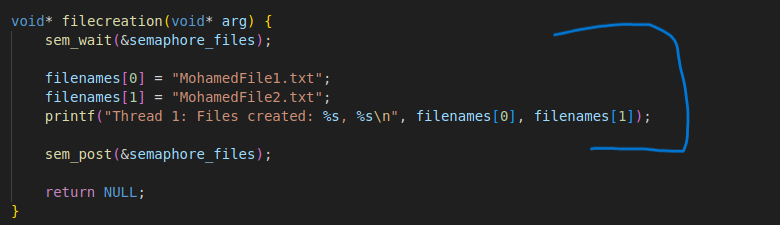 void* filecreation(void* arg) {
sem_wait(&semaphore_files);
filenames[0] = "MohamedFile1.txt";
filenames[1] = "MohamedFile2.txt";
printf("Thread 1: Files created: %s, %s\n", filenames[0], filenames[1]);
sem_post(&semaphore_files);
return NULL;
}